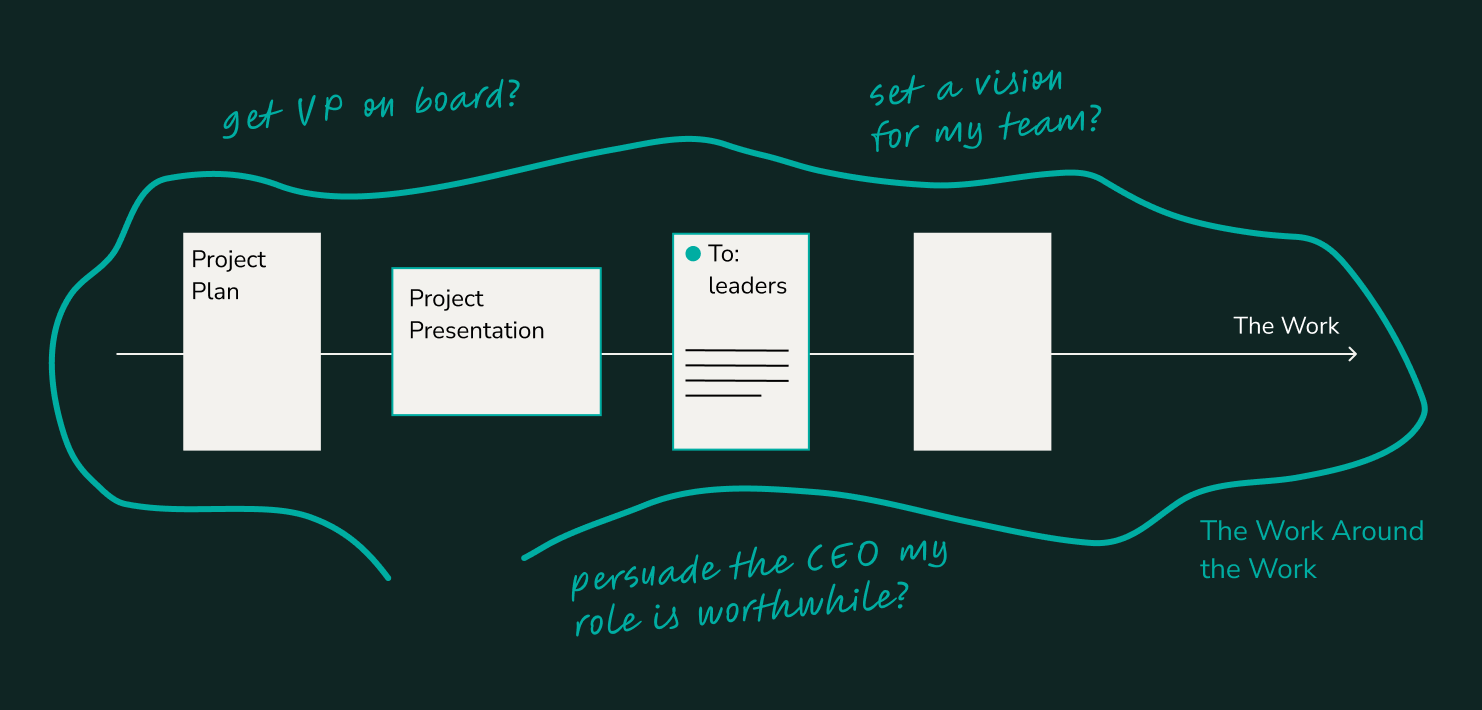 get VP on board?
set a vision
for my team?
Project
Plan
Project
Presentation
To:
leaders
The Work
The Work Around
the Work
persuade the CEO my
role is worthwhile?